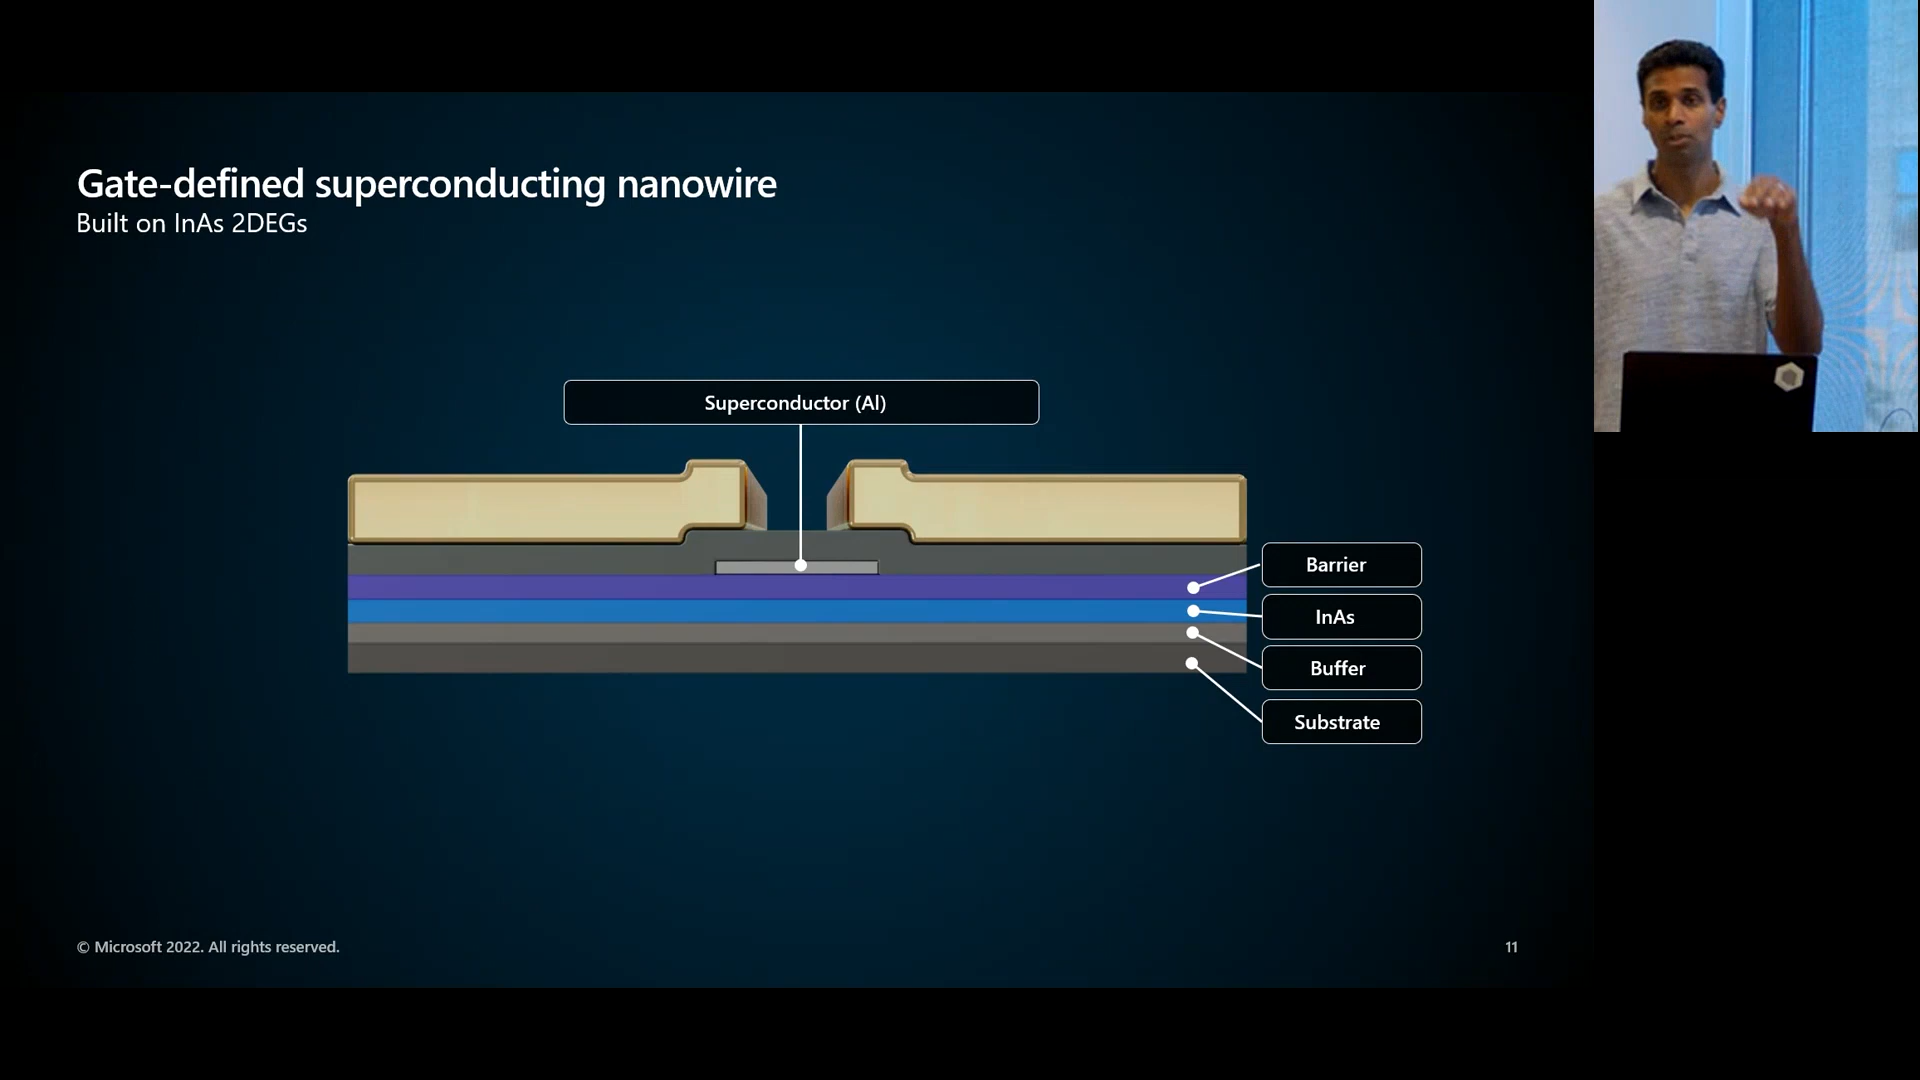 Gate-defined superconducting nanowire
Built on InAs 2DEGs
Superconductor (Al)
Barrier
InAs
Buffer
Substrate
© Microsoft 2022. All rights reserved.
11